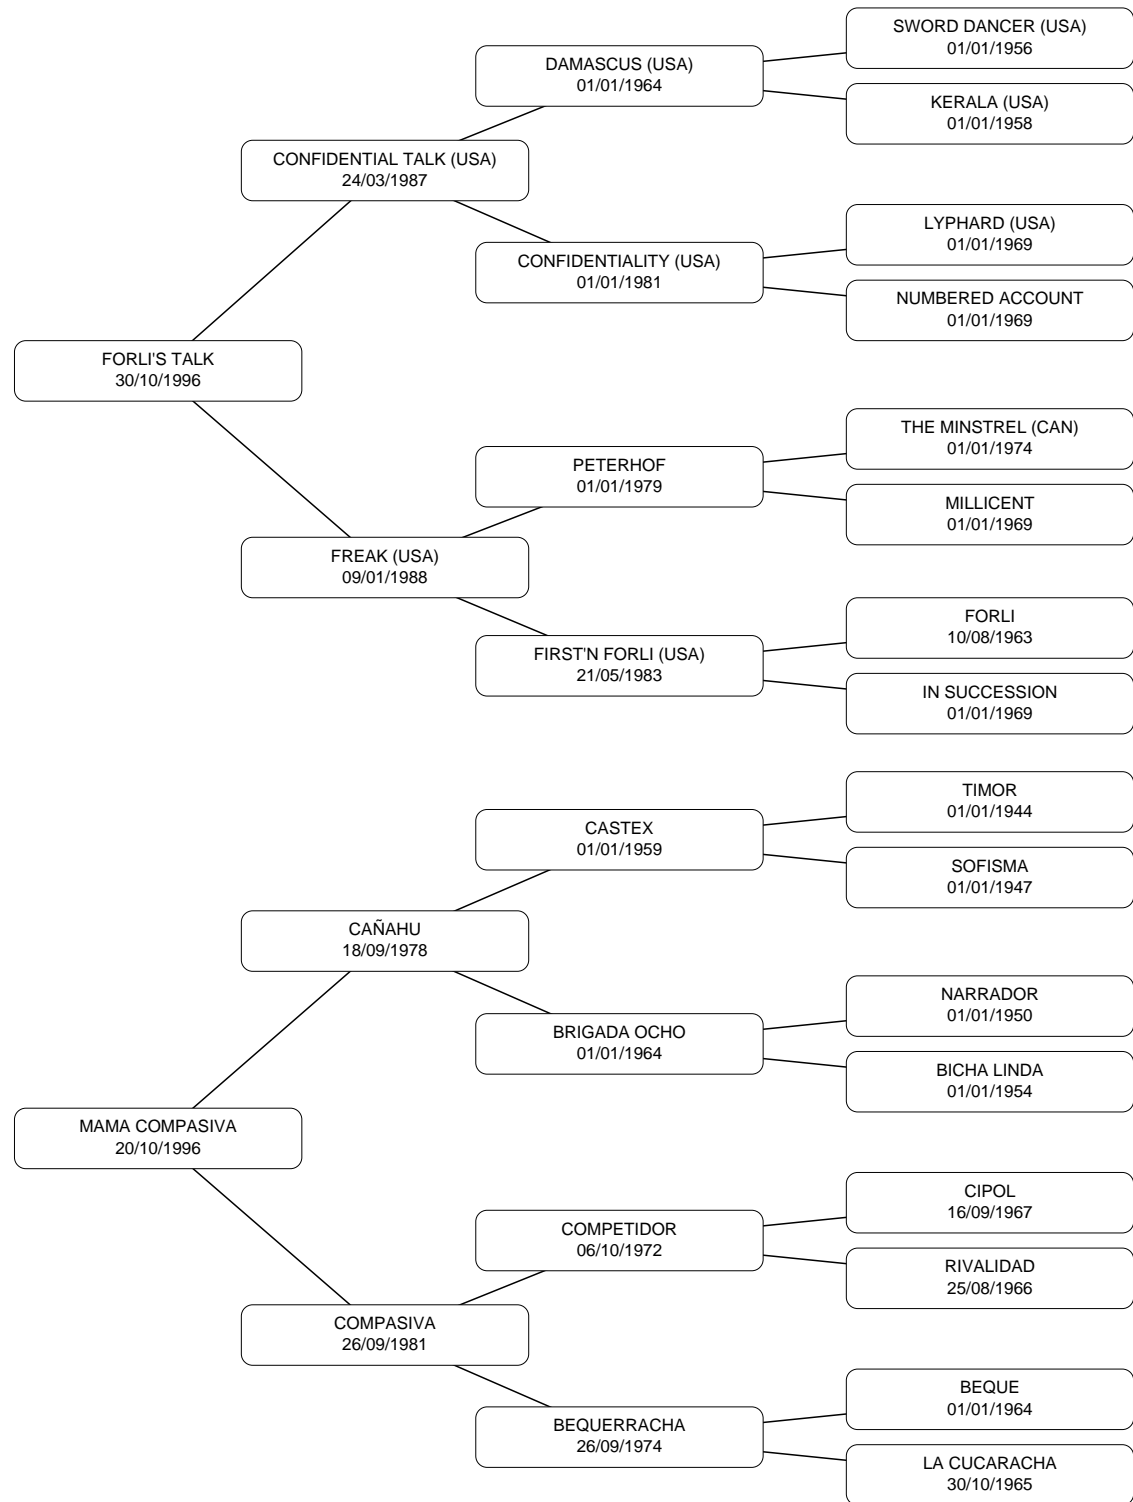 SWORD DANCER (USA)
01/01/1956
DAMASCUS (USA)
01/01/1964
KERALA (USA)
01/01/1958
CONFIDENTIAL TALK (USA)
24/03/1987
LYPHARD (USA)
01/01/1969
CONFIDENTIALITY (USA)
01/01/1981
NUMBERED ACCOUNT
01/01/1969
FORLI'S TALK
30/10/1996
THE MINSTREL (CAN)
01/01/1974
PETERHOF
01/01/1979
MILLICENT
01/01/1969
FREAK (USA)
09/01/1988
FORLI
10/08/1963
FIRST'N FORLI (USA)
21/05/1983
IN SUCCESSION
01/01/1969
TIMOR
01/01/1944
CASTEX
01/01/1959
SOFISMA
01/01/1947
CAÑAHU
18/09/1978
NARRADOR
01/01/1950
BRIGADA OCHO
01/01/1964
BICHA LINDA
01/01/1954
MAMA COMPASIVA
20/10/1996
CIPOL
16/09/1967
COMPETIDOR
06/10/1972
RIVALIDAD
25/08/1966
COMPASIVA
26/09/1981
BEQUE
01/01/1964
BEQUERRACHA
26/09/1974
LA CUCARACHA
30/10/1965